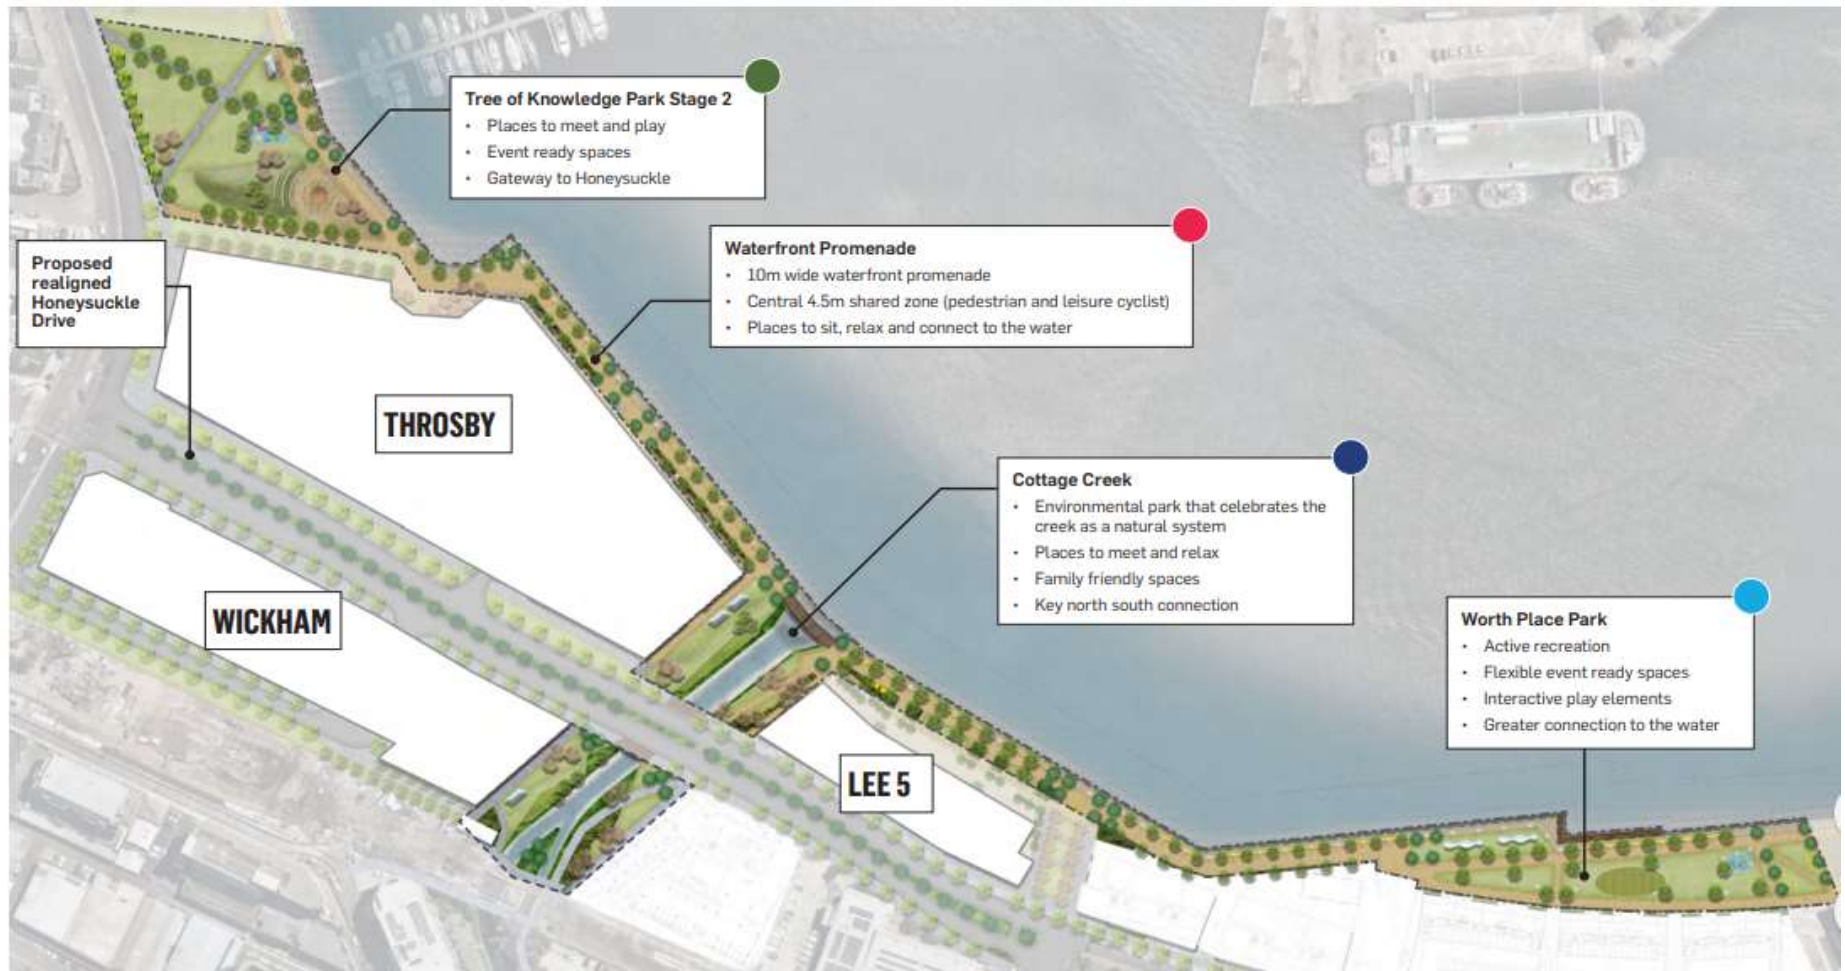 Tree of Knowledge Park Stage 2
• Places to meet and play
• Event ready spaces
• Gateway to Honeysuckle
Waterfront Promenade
• 10m wide waterfront promenade
• Central 4.5m shared zone (pedestrian and leisure cyclist)
• Places to sit, relax and connect to the water
Proposed
realigned
Honeysuckle
Drive
THROSBY
Cottage Creek
• Environmental park that celebrates the
creek as a natural system
• Places to meet and relax
• Family friendly spaces
• Key north south connection
WICKHAM
Worth Place Park
• Active recreation
• Flexible event ready spaces
• Interactive play elements
• Greater connection to the water
LEE 5